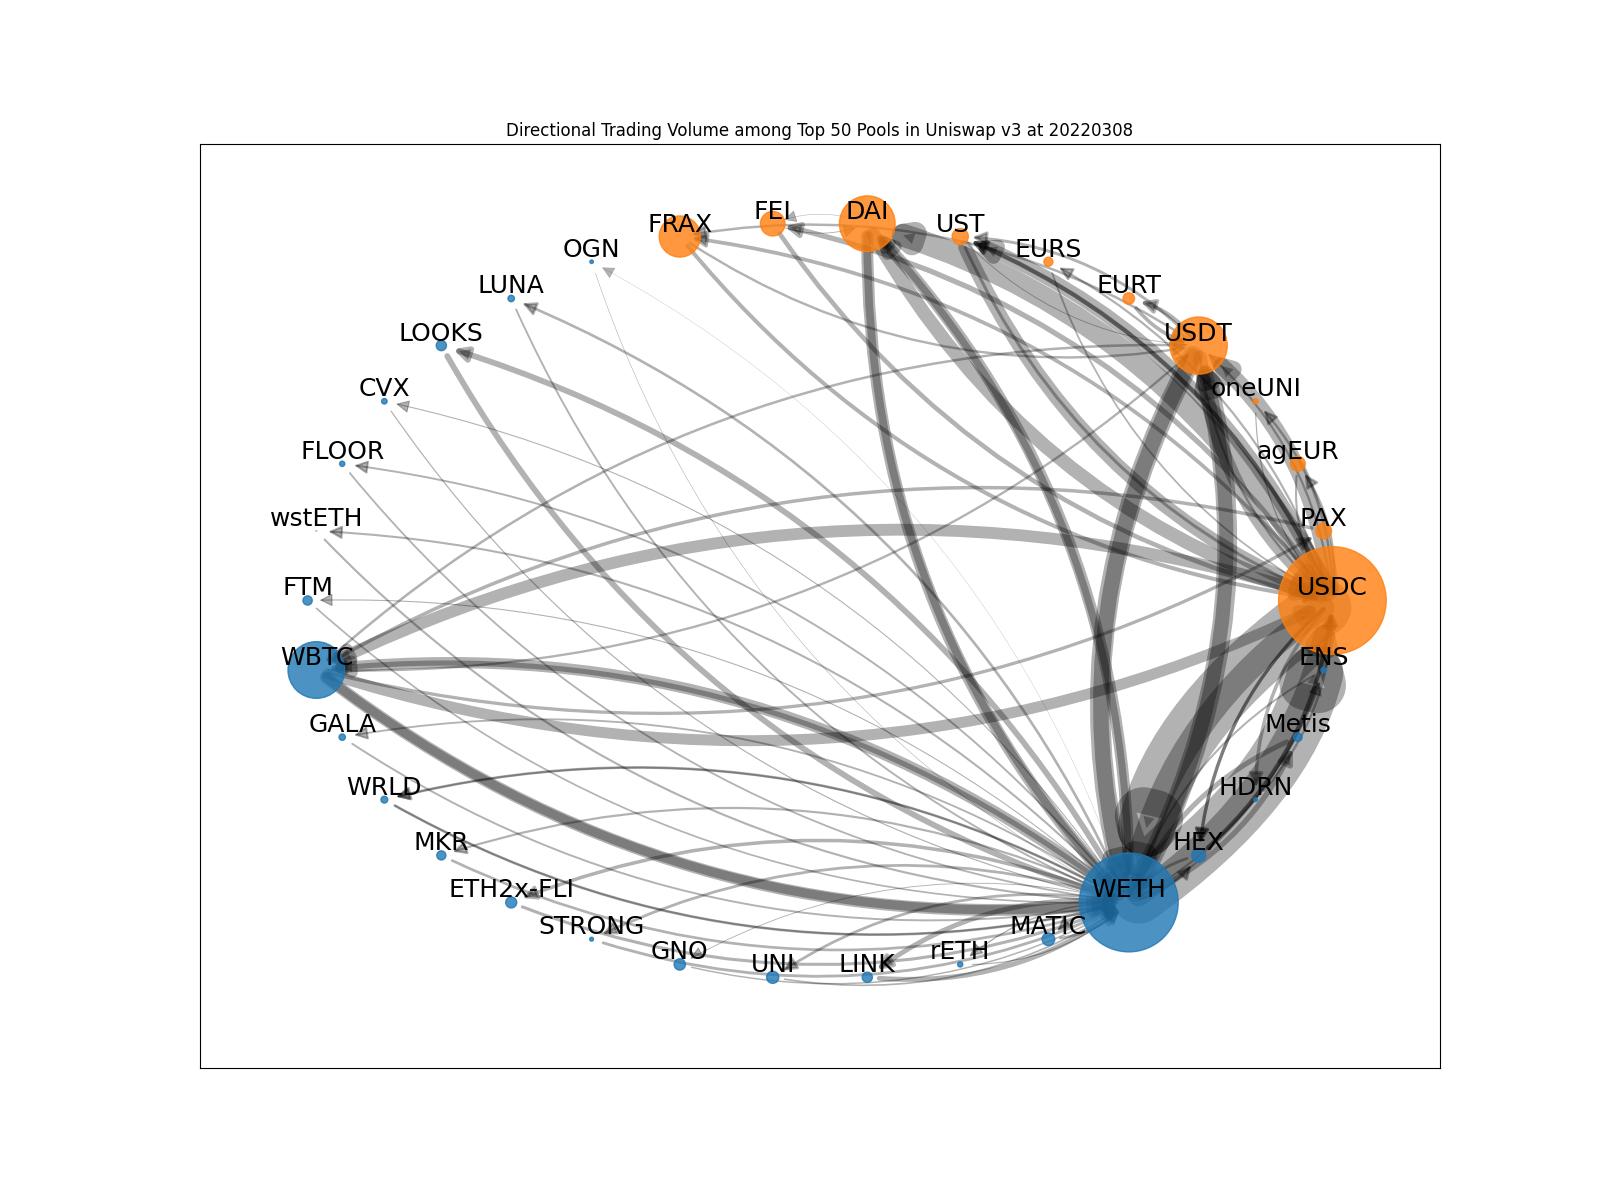 Directional Trading Volume among Top 50 Pools in Uniswap v3 at 20220308
FRAX
FEI
DAI
UST
OGN
EURS
LUNA
EURT
LOOKS
USDT
CVX
oneUNI
FLOOR
agEUR
wstETH
PAX
FTM
USDC
WBTC
ENS
GALA
Metis
WRLD
HDRN
MKR
HEX
ETH2x-FLI
WETH
STRONG
MATIC
GNO
UNI
LINK
rETH